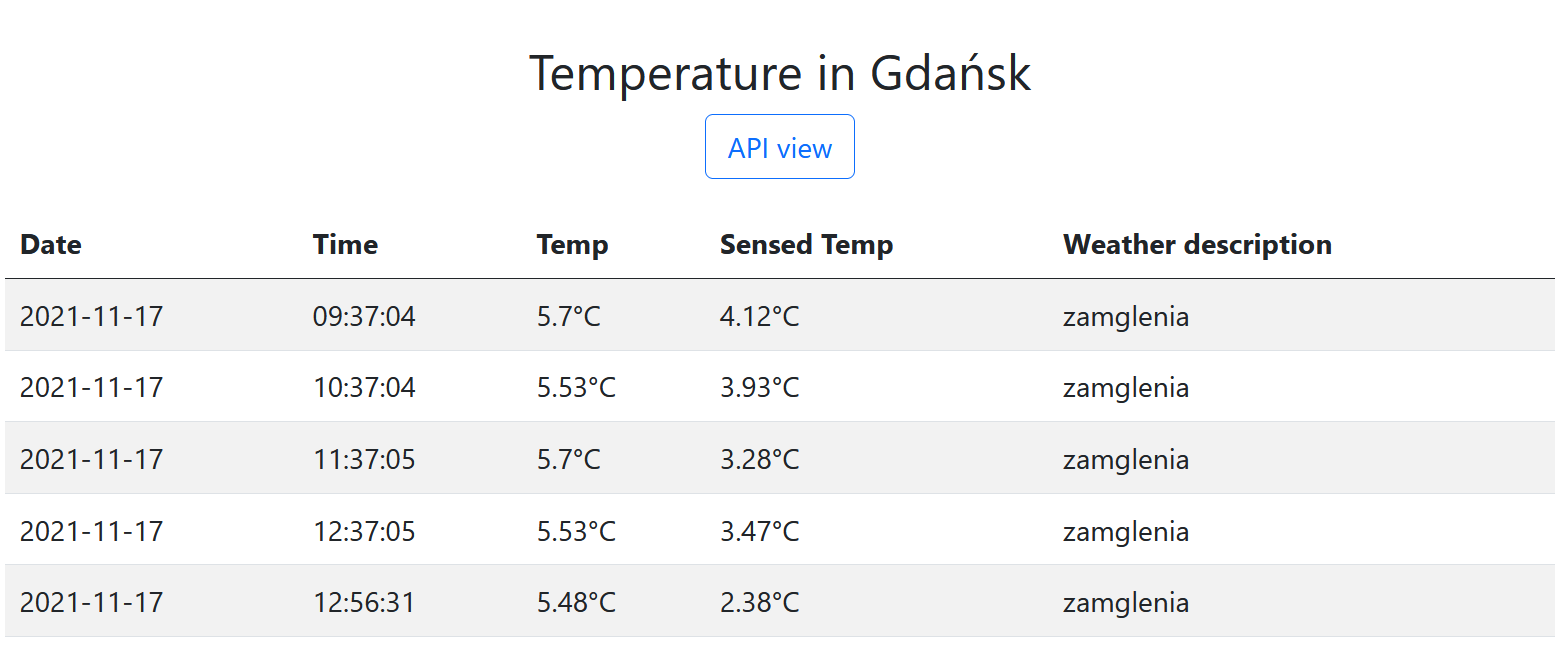 Temperature in Gdańsk
API view
Date Time Temp Sensed Temp Weather description
2021-11-17 09:37:04 5.7°C 4.12°C zamglenia
2021-11-17 10:37:04 5.53°C 3.93°C zamglenia
2021-11-17 11:37:05 5.7°C 3.28°C zamglenia
2021-11-17 12:37:05 5.53°C 3.47°C zamglenia
2021-11-17 12:56:31 5.48°C 2.38°C zamglenia